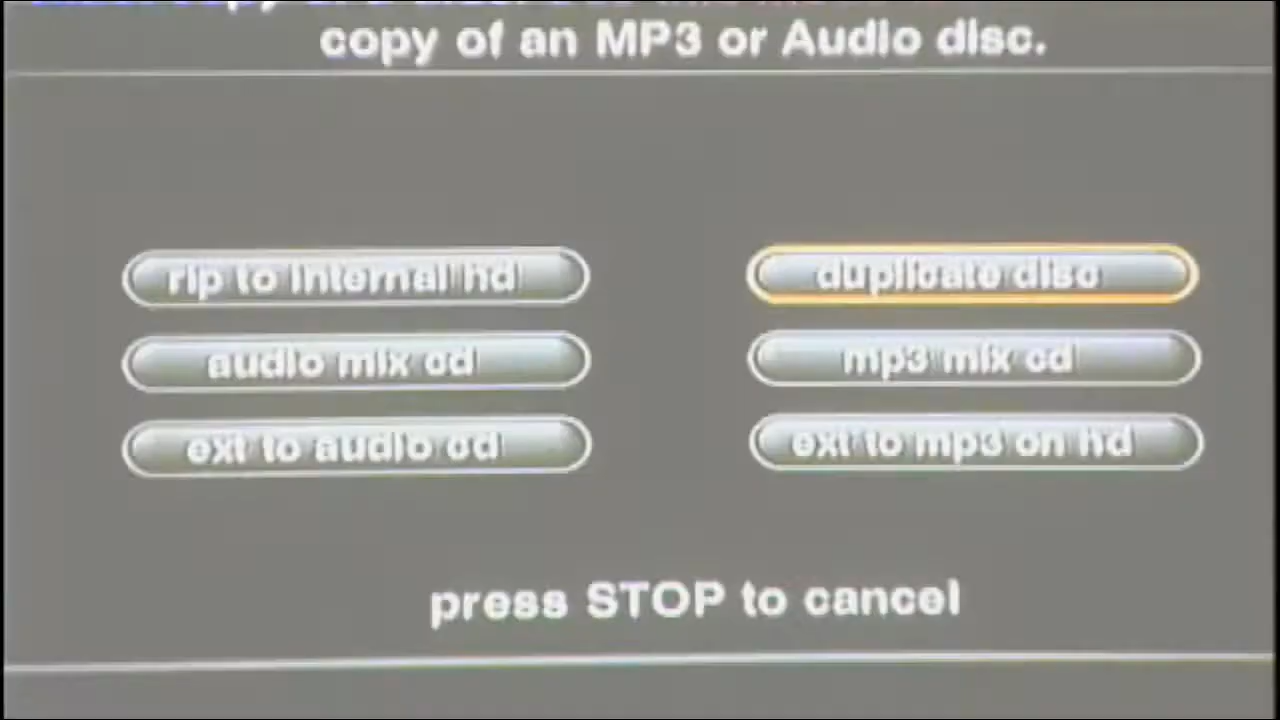 copy of an MP3 or Audio disc.
rip to internal hd
duplicate disc
audio mix cd
mp3 mix cd
ext to audio cd
ext to mp3 on hd
press STOP to cancel